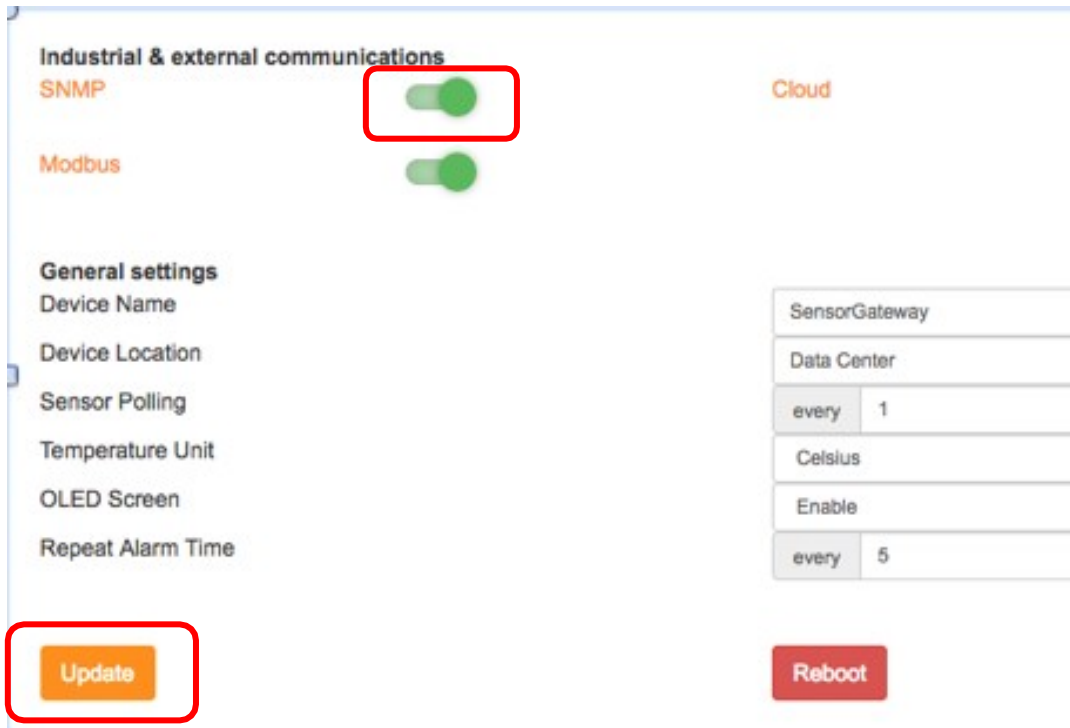 Industrial & external communications
SNMP Cloud
Modbus
General settings
Device Name SensorGateway
Device Location Data Center
Sensor Polling every 1
Temperature Unit Celsius
OLED Screen Enable
Repeat Alarm Time every 5
Update Reboot